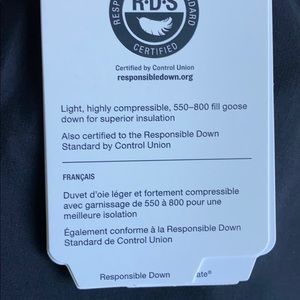 RESPONSIBLE
STANDARD
R·D·S
CERTIFIED
Certified by Control Union
responsibledown.org
Light, highly compressible, 550–800 fill goose
down for superior insulation
Also certified to the Responsible Down
Standard by Control Union
FRANÇAIS
Duvet d'oie léger et fortement compressible
avec garnissage de 550 à 800 pour une
meilleure isolation
Également conforme à la Responsible Down
Standard de Control Union
Responsible Down ate®